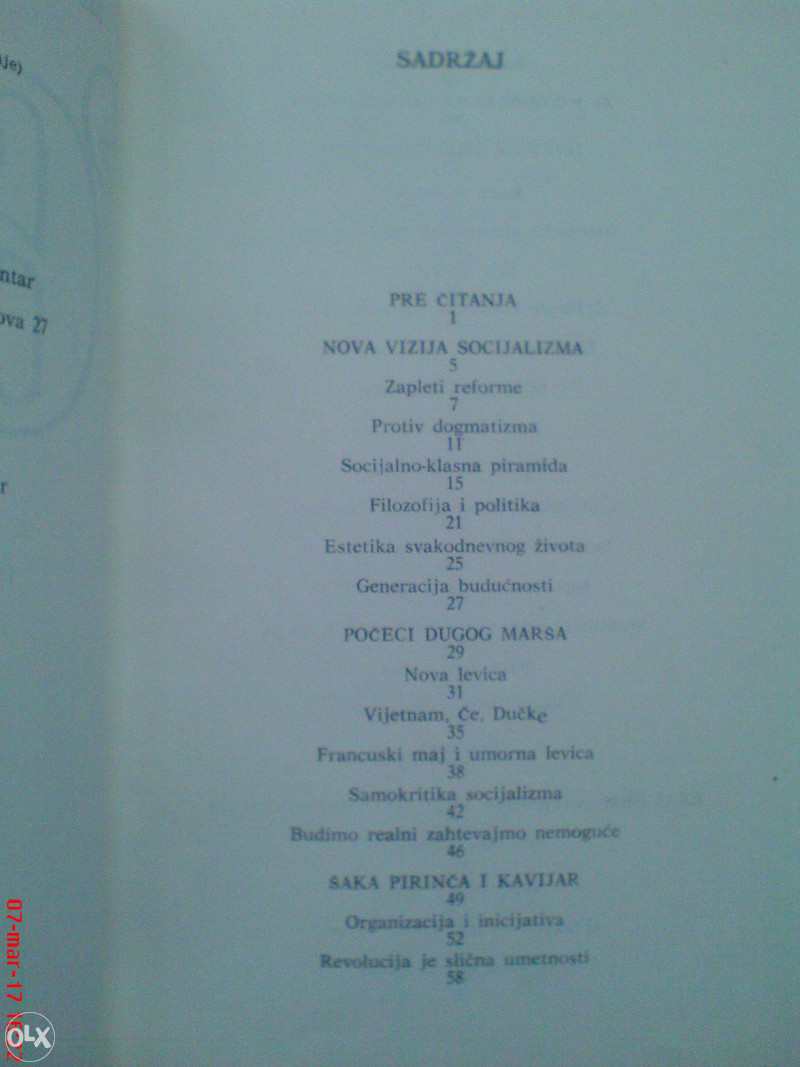 aje)
ntar
ova 27
r
SADRŽAJ
PRE ČITANJA
1
NOVA VIZIJA SOCIJALIZMA
5
Zapleti reforme
7
Protiv dogmatizma
11
Socijalno-klasna piramida
15
Filozofija i politika
21
Estetika svakodnevnog života
25
Generacija budućnosti
27
POČECI DUGOG MARŠA
29
Nova levica
31
Vijetnam, Če, Dučke
35
Francuski maj i umorna levica
38
Samokritika socijalizma
42
Budimo realni zahtevajmo nemoguće
46
ŠAKA PIRINČA I KAVIJAR
49
Organizacija i inicijativa
52
Revolucija je slična umetnosti
58
07-mar-17
OLX